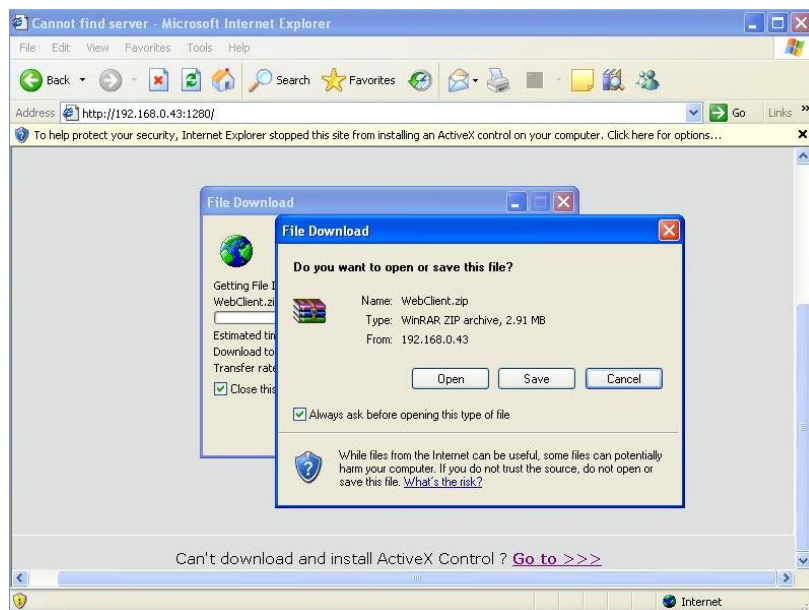 Cannot find server - Microsoft Internet Explorer
File Edit View Favorites Tools Help
Back Search Favorites
Address http://192.168.0.43:1280/ Go Links »
To help protect your security, Internet Explorer stopped this site from installing an ActiveX control on your computer. Click here for options...
File Download
File Download
Do you want to open or save this file?
Getting File
WebClient.zi
Estimated tim
Download to
Transfer rate
Close this
Name: WebClient.zip
Type: WinRAR ZIP archive, 2.91 MB
From: 192.168.0.43
Open Save Cancel
Always ask before opening this type of file
While files from the Internet can be useful, some files can potentially
harm your computer. If you do not trust the source, do not open or
save this file. What's the risk?
Can't download and install ActiveX Control ? Go to >>>
Internet